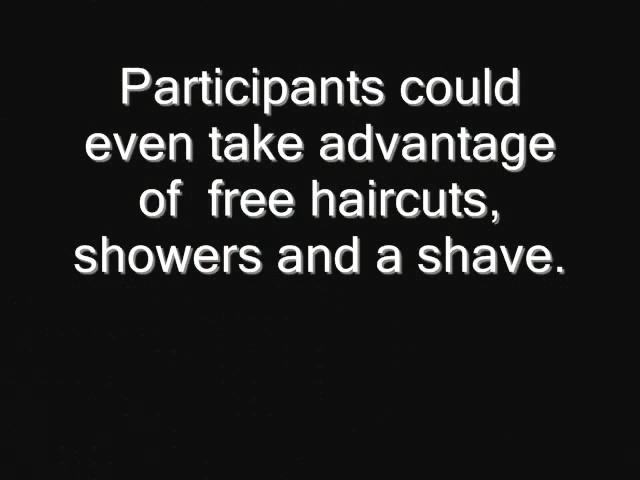 Participants could
even take advantage
of  free haircuts,
showers and a shave.